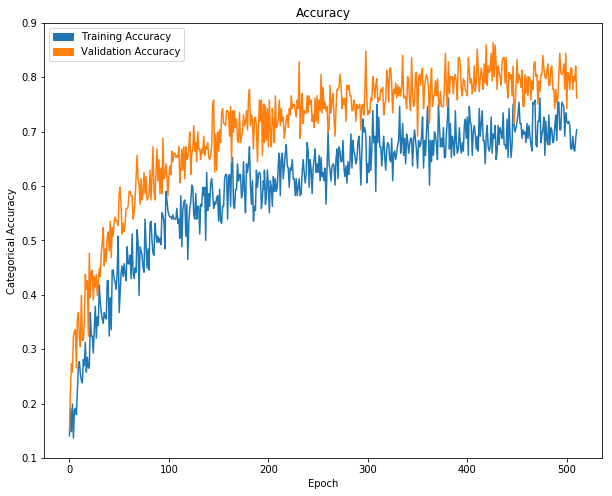 Accuracy
Training Accuracy
Validation Accuracy
Categorical Accuracy
0.9
0.8
0.7
0.6
0.5
0.4
0.3
0.2
0.1
0 100 200 300 400 500
Epoch